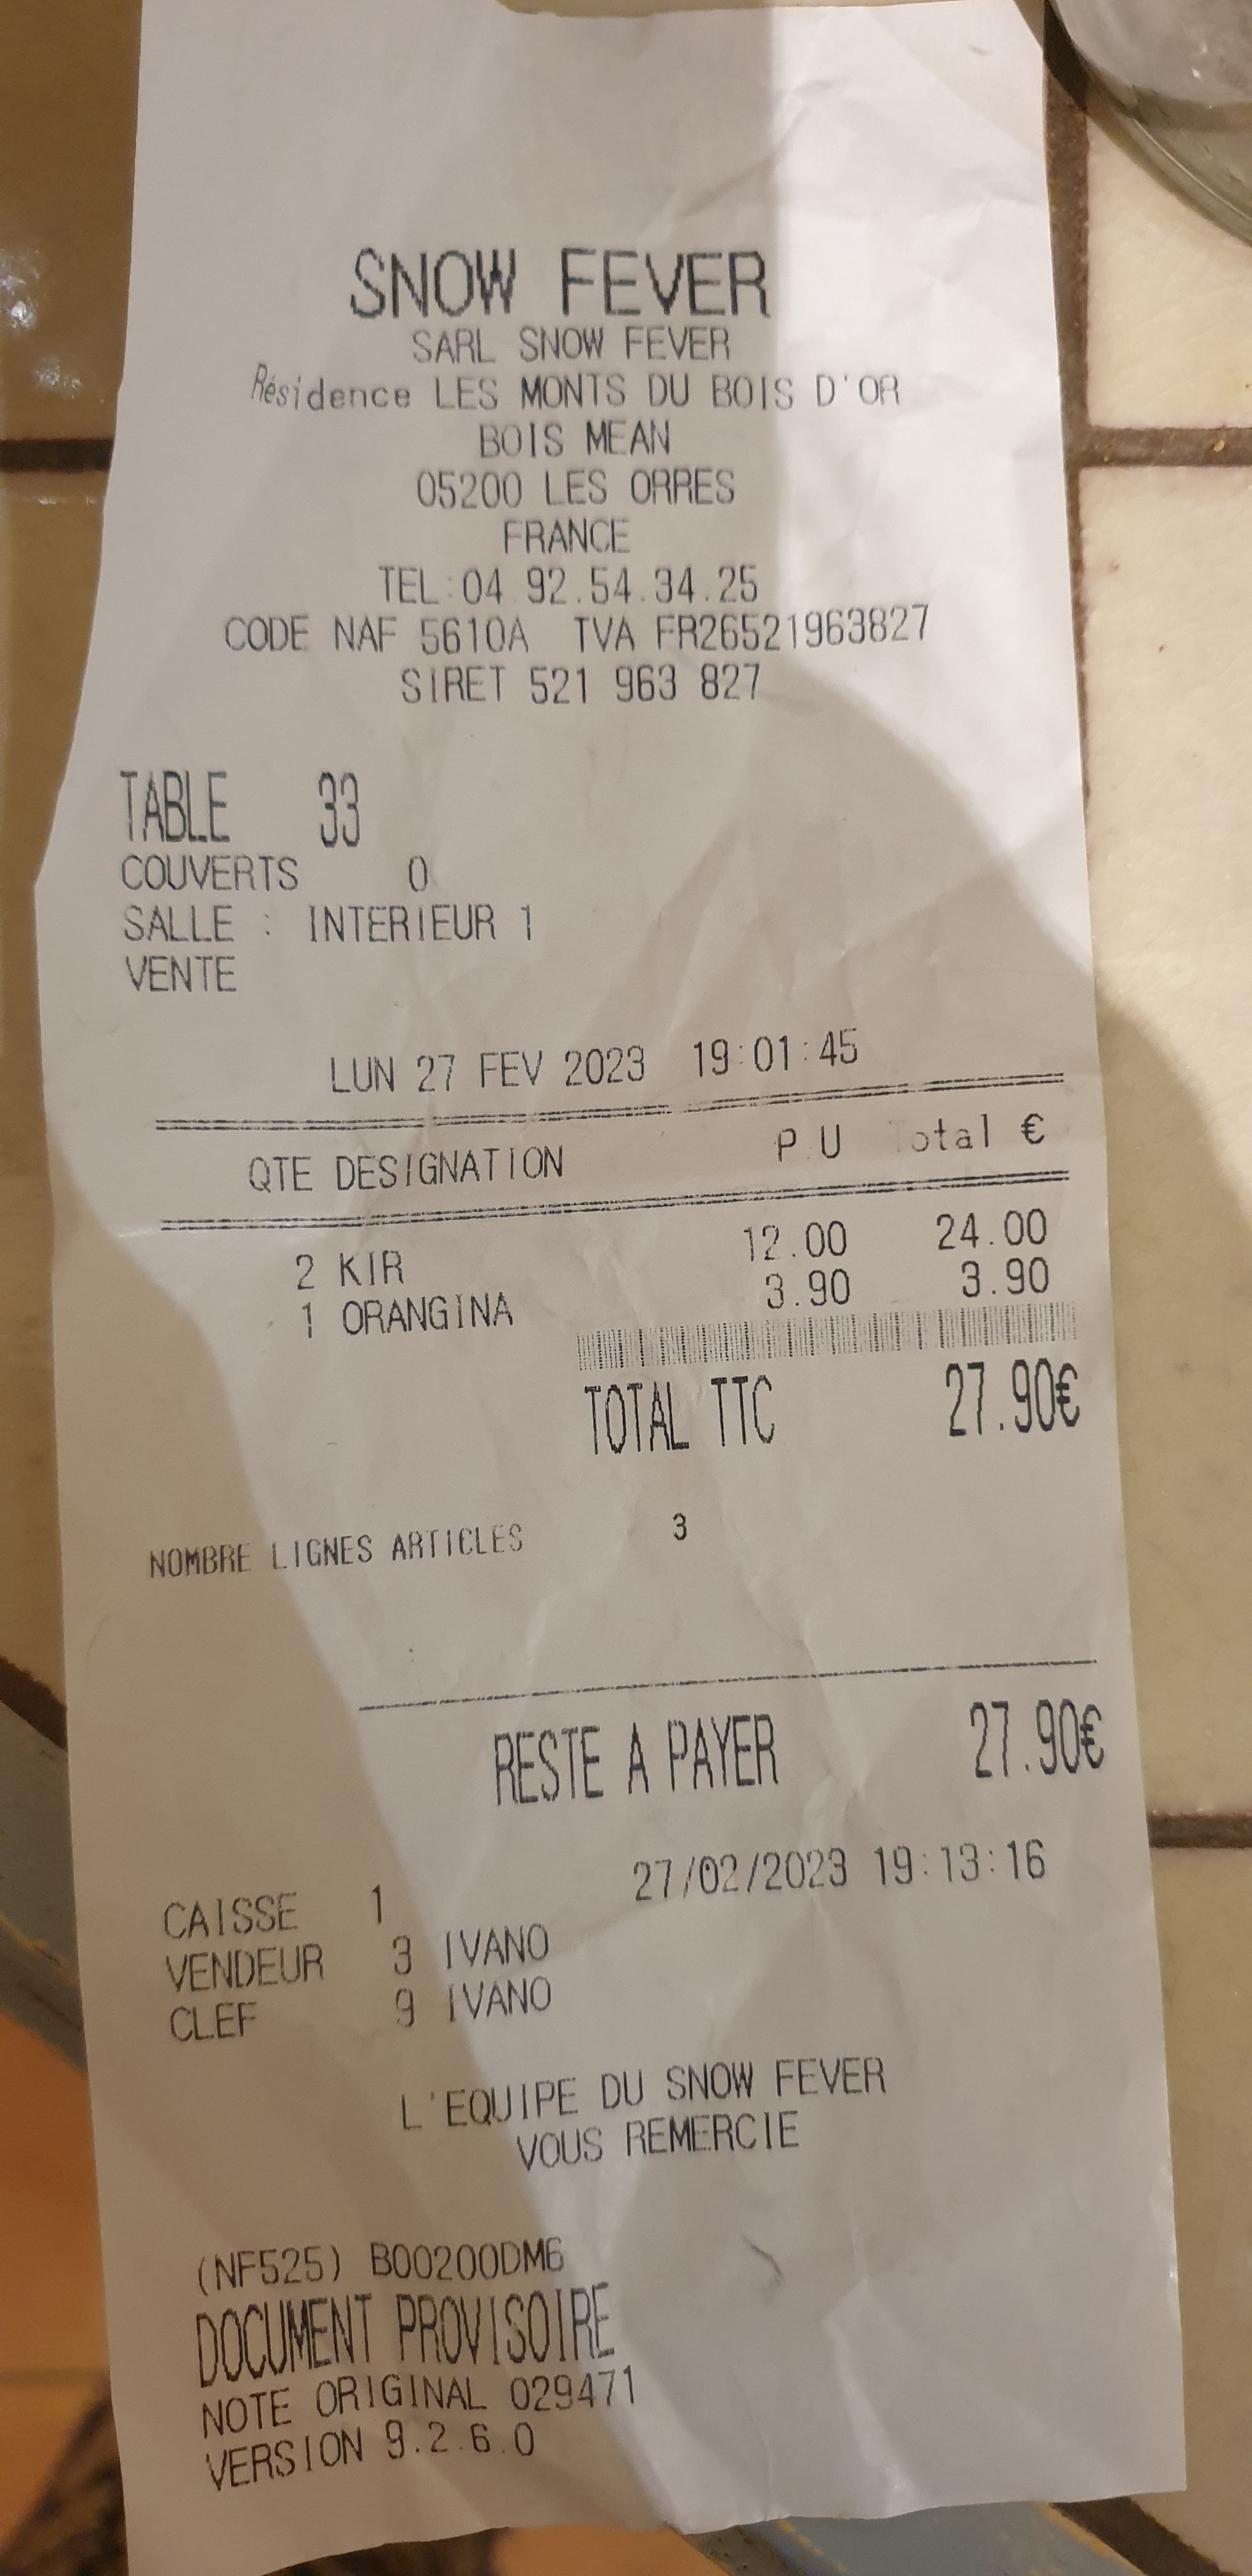 SNOW FEVER
SARL SNOW FEVER
Résidence LES MONTS DU BOIS D'OR
BOIS MEAN
05200 LES ORRES
FRANCE
TEL:04.92.54.34.25
CODE NAF 5610A TVA FR26521963827
SIRET 521 963 827
TABLE 33
COUVERTS 0
SALLE : INTERIEUR 1
VENTE
LUN 27 FEV 2023 19:01:45
QTE DESIGNATION P.U Total €
2 KIR 12.00 24.00
1 ORANGINA 3.90 3.90
TOTAL TTC 27.90€
NOMBRE LIGNES ARTICLES 3
RESTE A PAYER 27.90€
27/02/2023 19:13:16
CAISSE 1
VENDEUR 3 IVANO
CLEF 9 IVANO
L'EQUIPE DU SNOW FEVER
VOUS REMERCIE
(NF525) B00200DM6
DOCUMENT PROVISOIRE
NOTE ORIGINAL 029471
VERSION 9.2.6.0